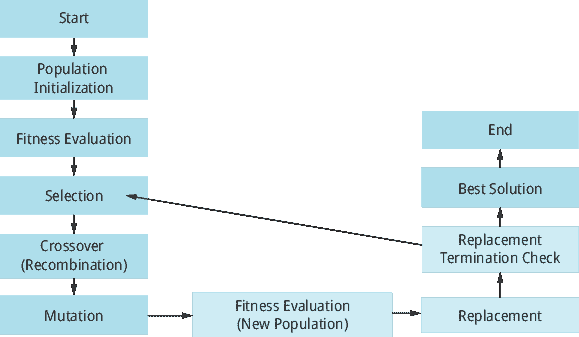 Start
Population
Initialization
Fitness Evaluation
Selection
Crossover
(Recombination)
Mutation
Fitness Evaluation
(New Population)
Replacement
Replacement
Termination Check
Best Solution
End